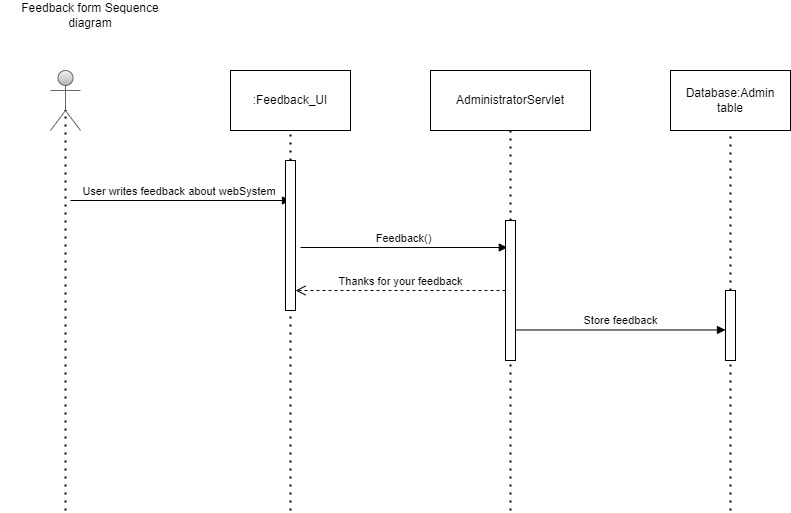 Feedback form Sequence
diagram
:Feedback_UI
AdministratorServlet
Database:Admin
table
User writes feedback about webSystem
Feedback()
Thanks for your feedback
Store feedback